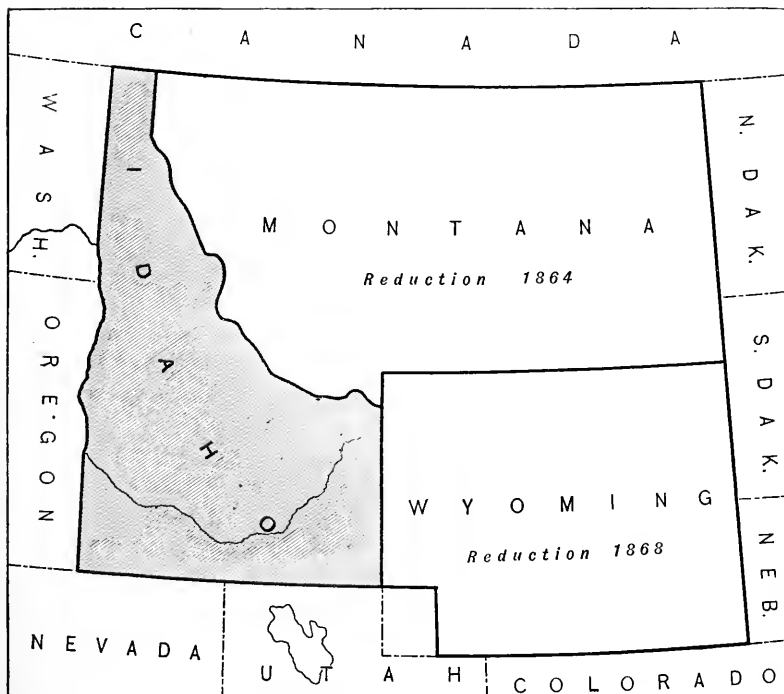 CANADA
WASH.
IDAHO
MONTANA
Reduction 1864
N. DAK.
OREGON
S. DAK.
WYOMING
Reduction 1868
NEB.
NEVADA
UTAH
COLORADO